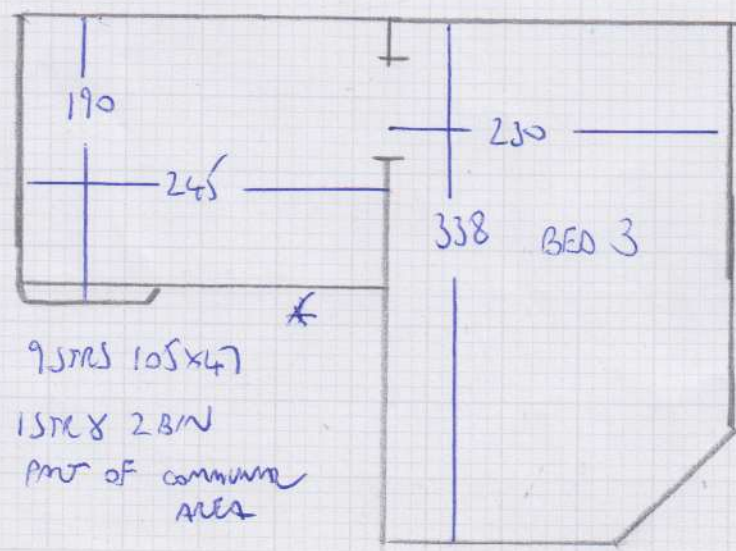 190
230
245
338 BED 3
9 STRS 105X47
1 STR & 2 BIN
PART OF COMMUNAL
AREA